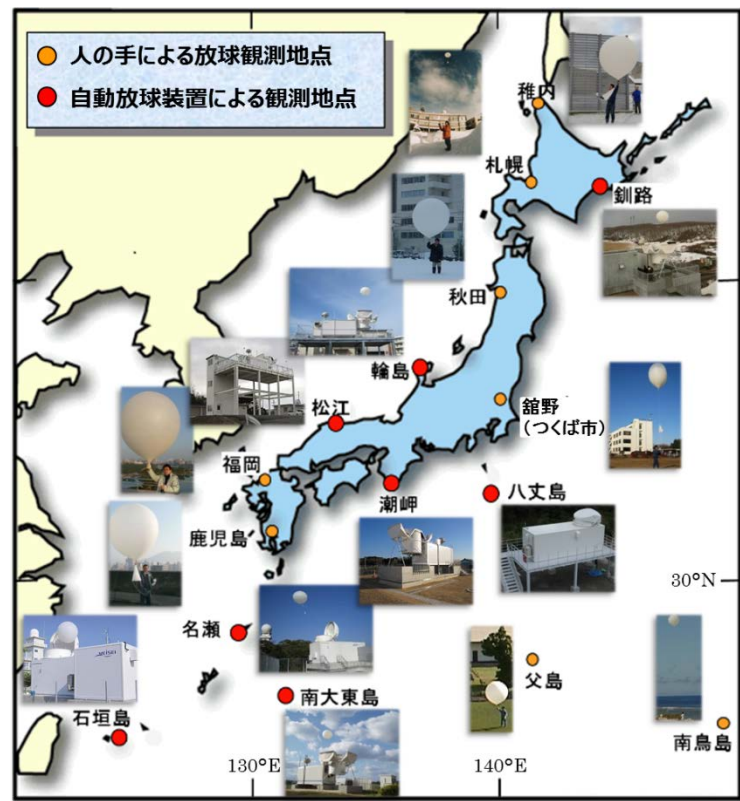 人の手による放球観測地点
自動放球装置による観測地点
稚内
札幌
釧路
秋田
輪島
舘野
(つくば市)
松江
福岡
潮岬
八丈島
鹿児島
30°N
名瀬
父島
南大東島
石垣島
南鳥島
130°E
140°E